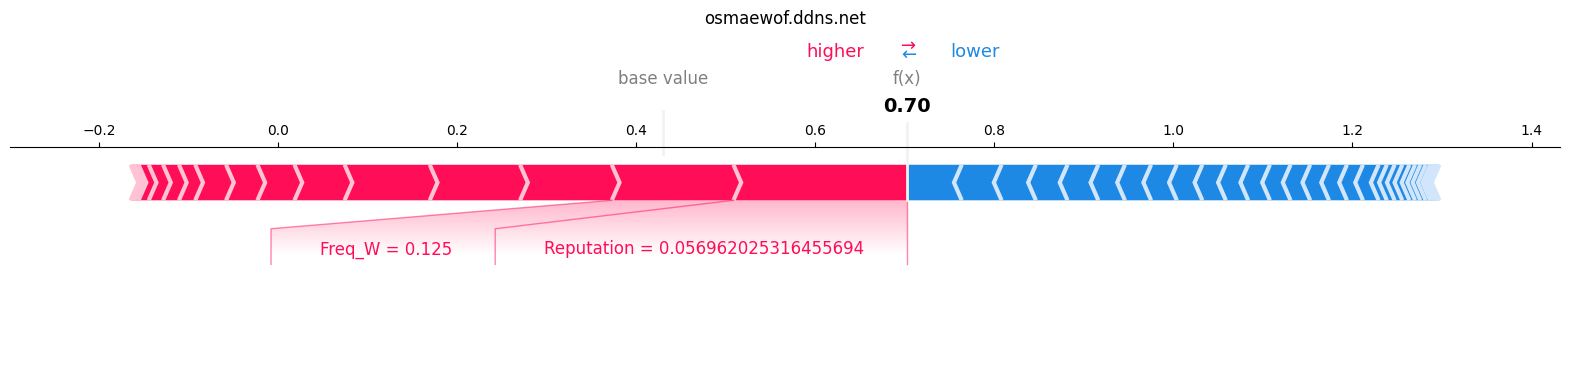 osmaewof.ddns.net
higher → ← lower
base value f(x)
0.70
−0.2 0.0 0.2 0.4 0.6 0.8 1.0 1.2 1.4
Freq_W = 0.125 Reputation = 0.056962025316455694